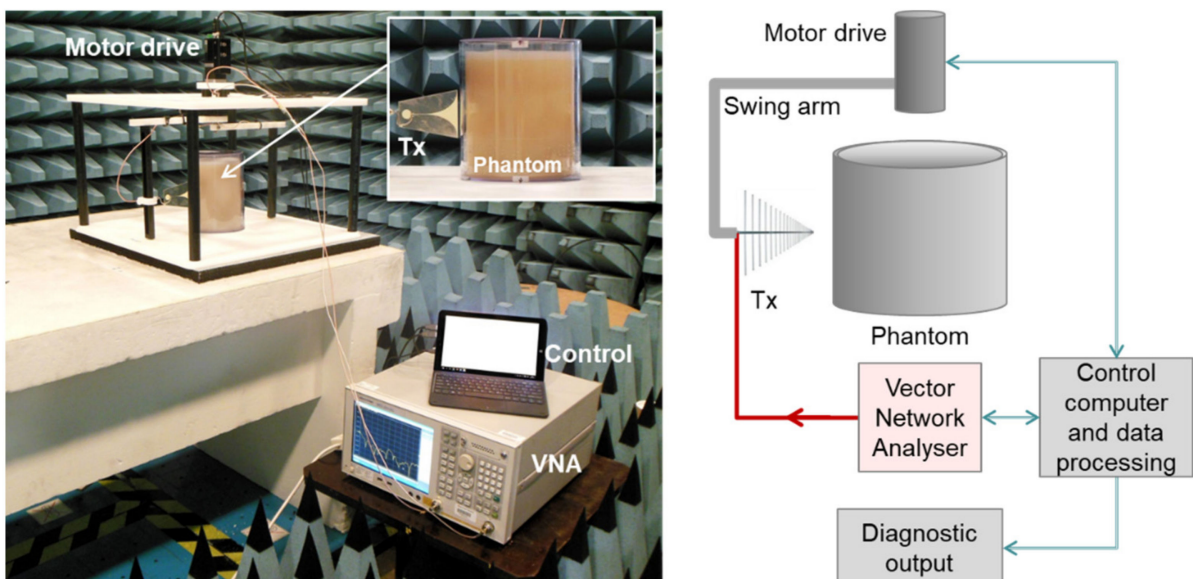 Motor drive
Tx
Phantom
Control
VNA
Motor drive
Swing arm
Tx
Phantom
Vector
Network
Analyser
Control
computer
and data
processing
Diagnostic
output